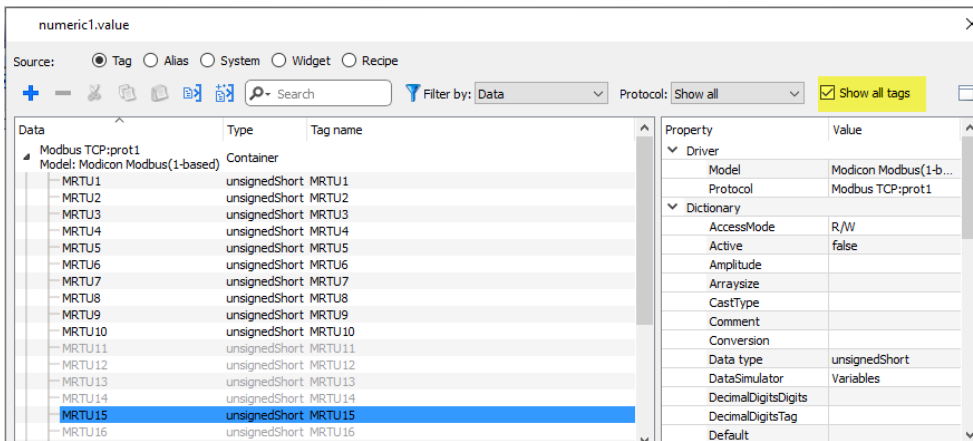 numeric1.value
Source: Tag Alias System Widget Recipe
Search Filter by: Data Protocol: Show all Show all tags
Data Type Tag name
Modbus TCP:prot1
Model: Modicon Modbus(1-based) Container
MRTU1 unsignedShort MRTU1
MRTU2 unsignedShort MRTU2
MRTU3 unsignedShort MRTU3
MRTU4 unsignedShort MRTU4
MRTU5 unsignedShort MRTU5
MRTU6 unsignedShort MRTU6
MRTU7 unsignedShort MRTU7
MRTU8 unsignedShort MRTU8
MRTU9 unsignedShort MRTU9
MRTU10 unsignedShort MRTU10
MRTU11 unsignedShort MRTU11
MRTU12 unsignedShort MRTU12
MRTU13 unsignedShort MRTU13
MRTU14 unsignedShort MRTU14
MRTU15 unsignedShort MRTU15
MRTU16 unsignedShort MRTU16
Property Value
Driver
Model Modicon Modbus(1-b...
Protocol Modbus TCP:prot1
Dictionary
AccessMode R/W
Active false
Amplitude
Arraysize
CastType
Comment
Conversion
Data type unsignedShort
DataSimulator Variables
DecimalDigitsDigits
DecimalDigitsTag
Default